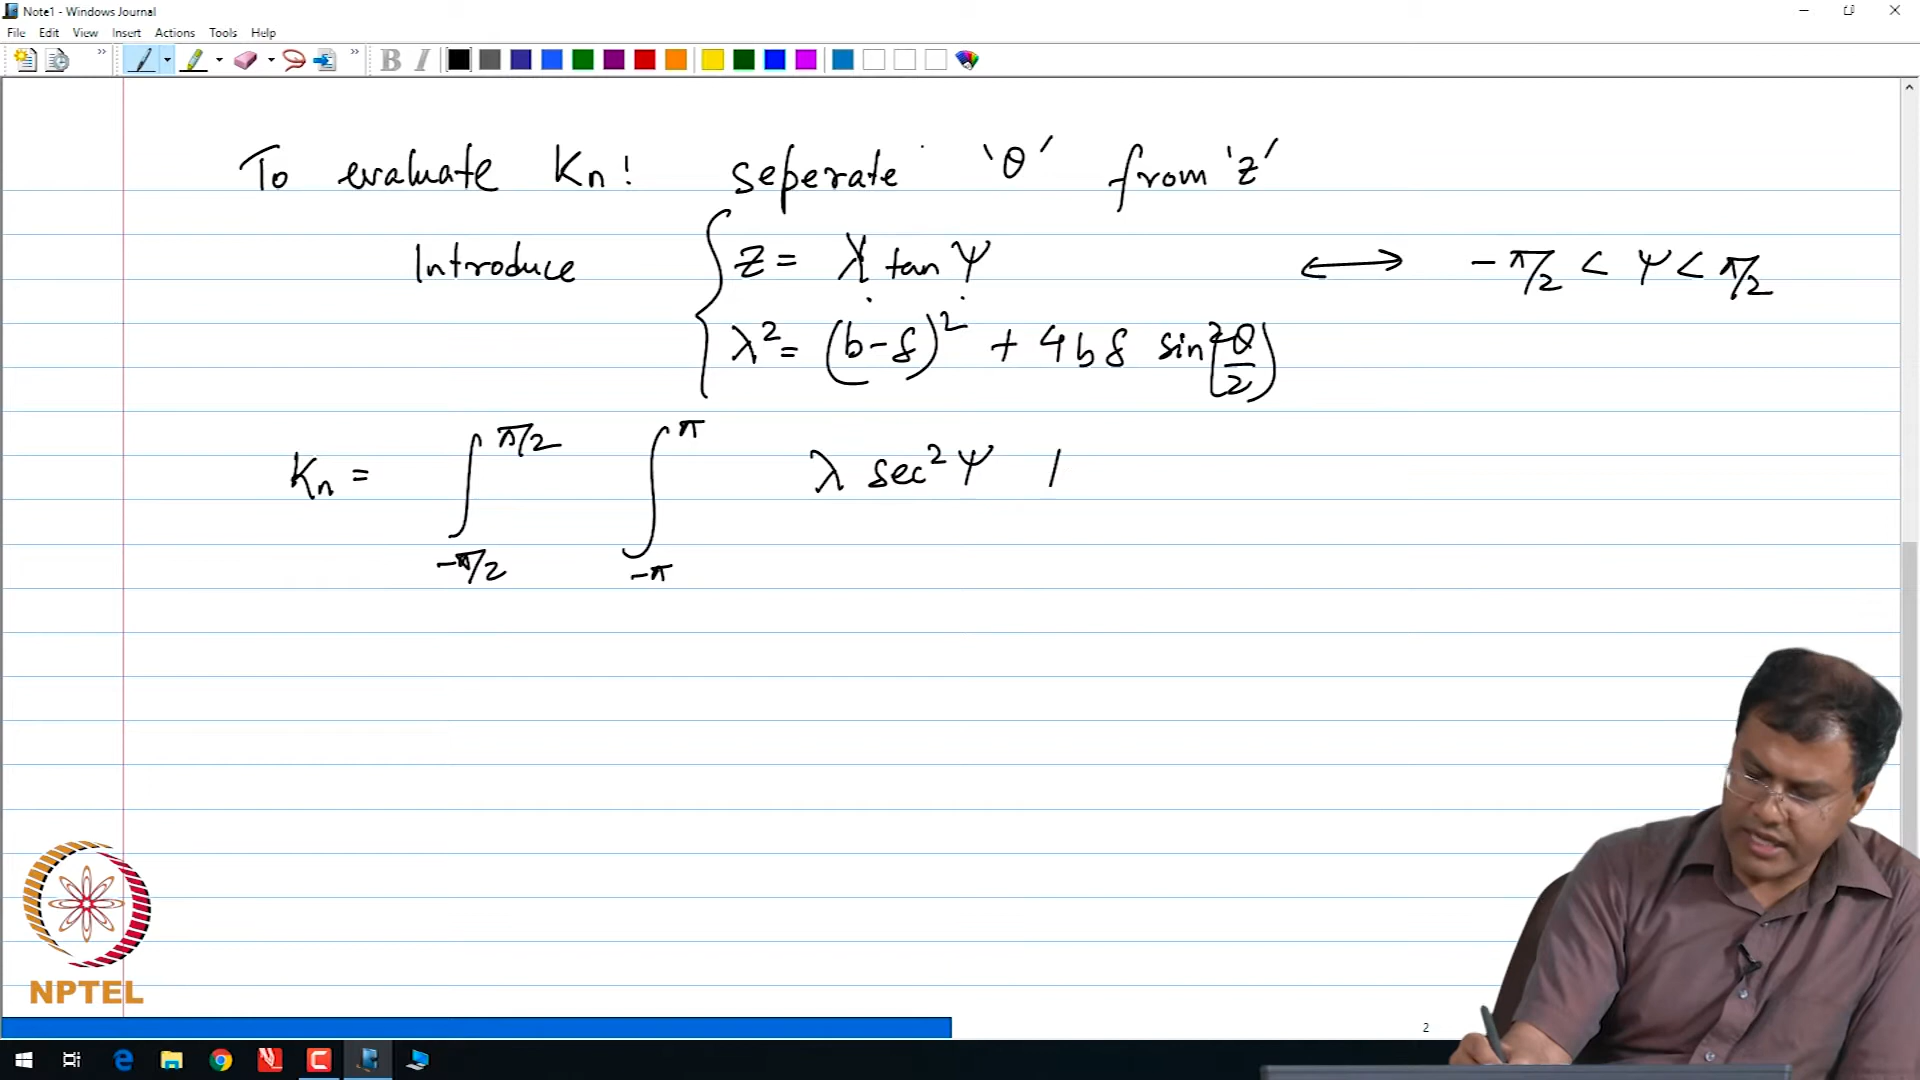 Note1 - Windows Journal
File Edit View Insert Actions Tools Help
To evaluate Kn! seperate 'θ' from 'z'
Introduce { z = λ tan ψ ⟷ -π/2 < ψ < π/2
λ² = (b-δ)² + 4bδ sin²(θ/2)
Kn = ∫_{-π/2}^{π/2} ∫_{-π}^{π} λ sec² ψ
NPTEL
2